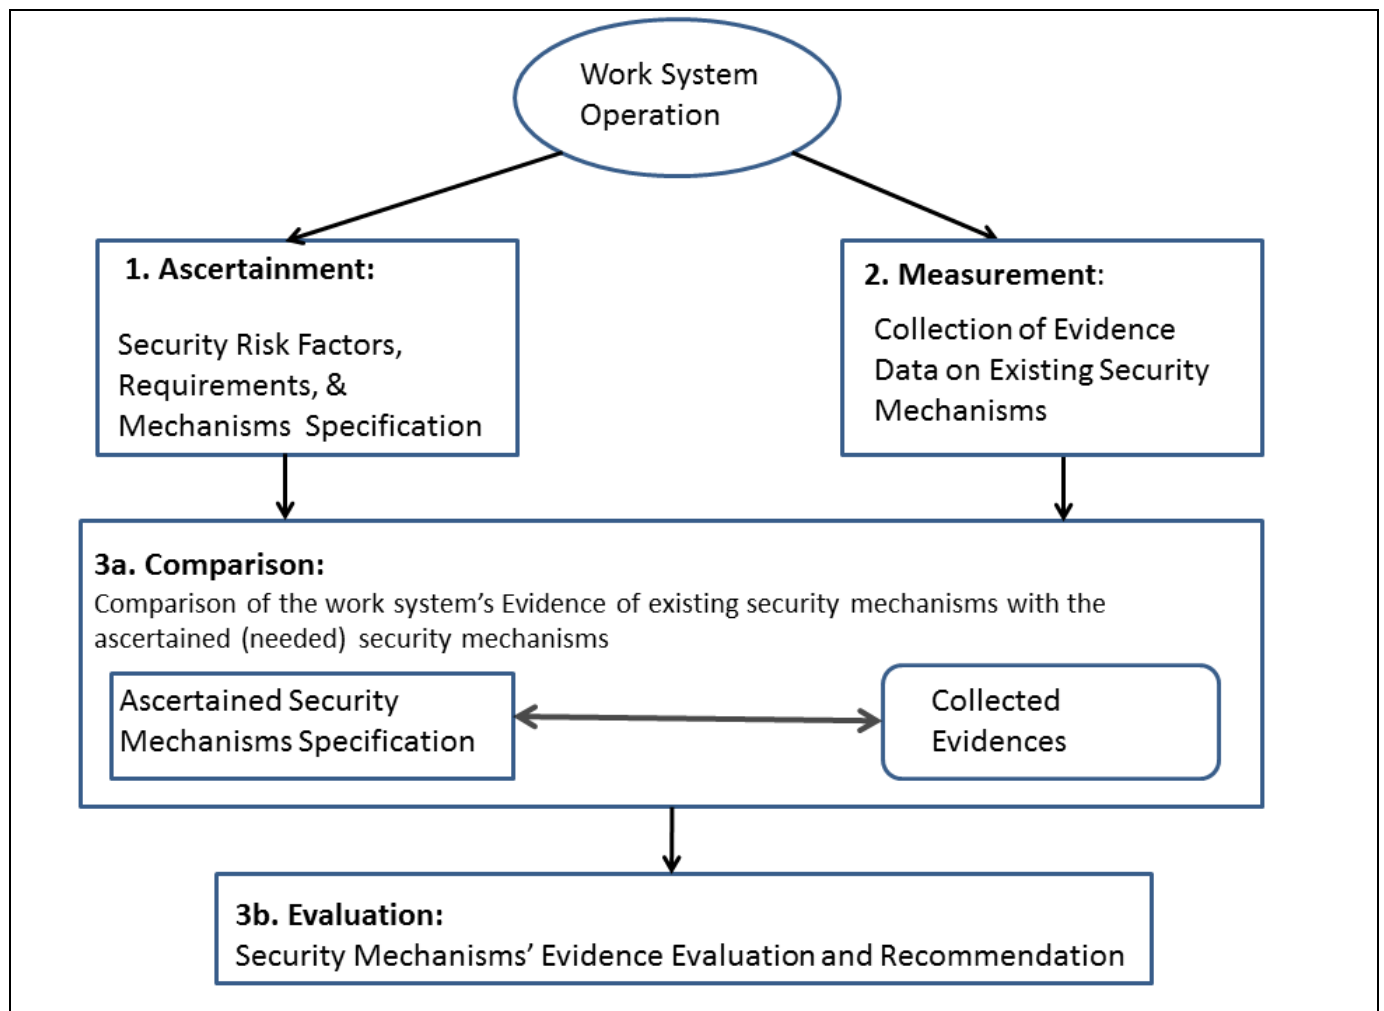 Work System
Operation
1. Ascertainment:
Security Risk Factors,
Requirements, &
Mechanisms Specification
2. Measurement:
Collection of Evidence
Data on Existing Security
Mechanisms
3a. Comparison:
Comparison of the work system’s Evidence of existing security mechanisms with the
ascertained (needed) security mechanisms
Ascertained Security
Mechanisms Specification
Collected
Evidences
3b. Evaluation:
Security Mechanisms’ Evidence Evaluation and Recommendation